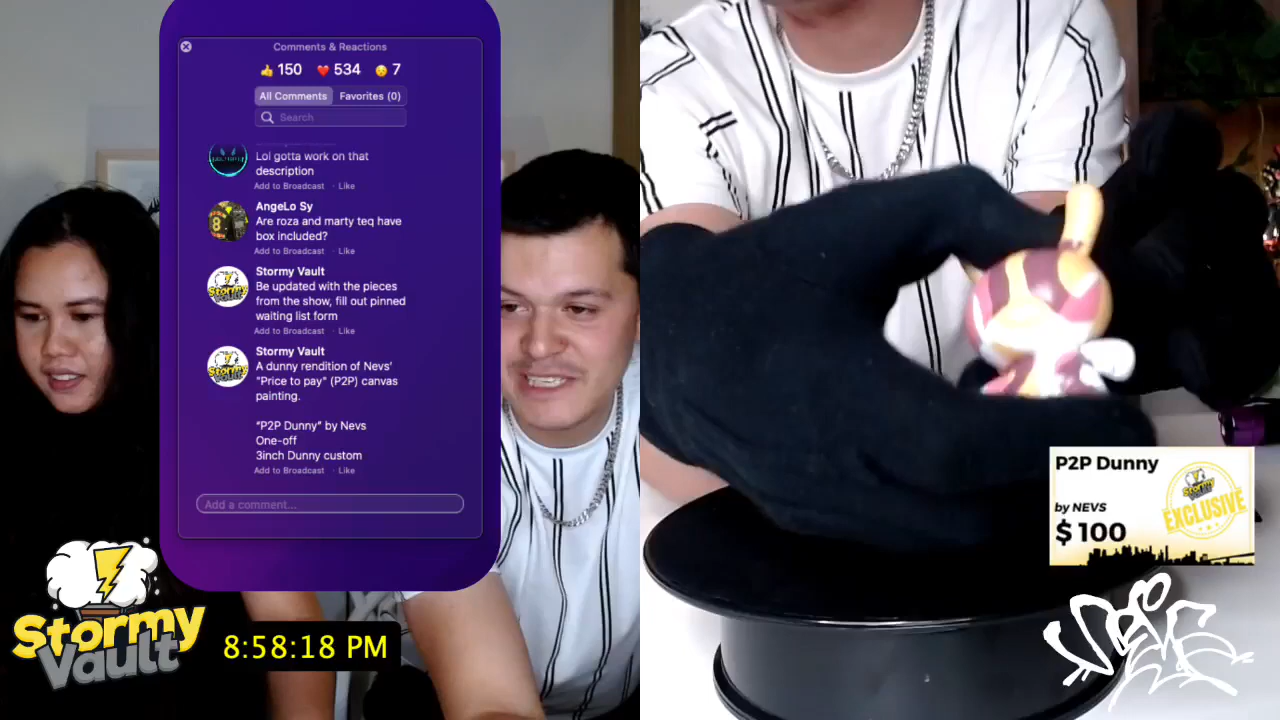 Comments & Reactions
👍 150 ❤️ 534 😢 7
All Comments Favorites (0)
Search
Lol gotta work on that
description
Add to Broadcast · Like
AngeLo Sy
Are roza and marty teq have
box included?
Add to Broadcast · Like
Stormy Vault
Be updated with the pieces
from the show, fill out pinned
waiting list form
Add to Broadcast · Like
Stormy Vault
A dunny rendition of Nevs’
“Price to pay” (P2P) canvas
painting.
“P2P Dunny” by Nevs
One-off
3inch Dunny custom
Add to Broadcast · Like
Add a comment...
Stormy
Vault
8:58:18 PM
P2P Dunny
by NEVS
$ 100
Stormy
Vault
EXCLUSIVE
Nevs